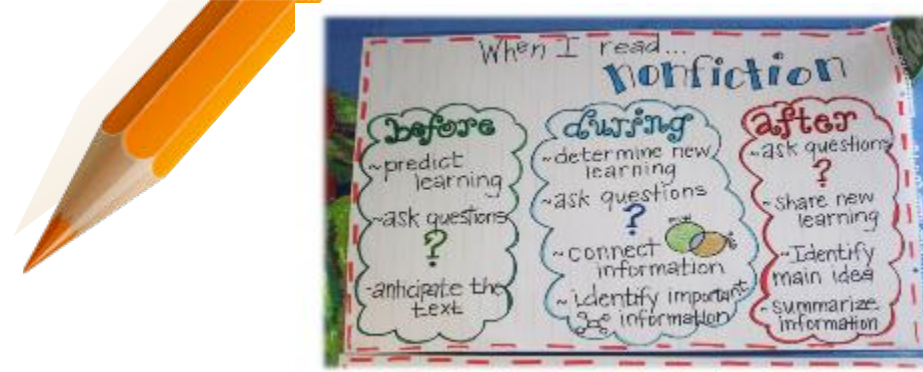 When I read...
nonfiction
before
~predict
learning
~ask questions
?
~anticipate the
text
during
~determine new
learning
~ask questions
?
~connect
information
~identify important
information
after
~ask questions
?
~Share new
learning
~Identify
main idea
~summarize
information